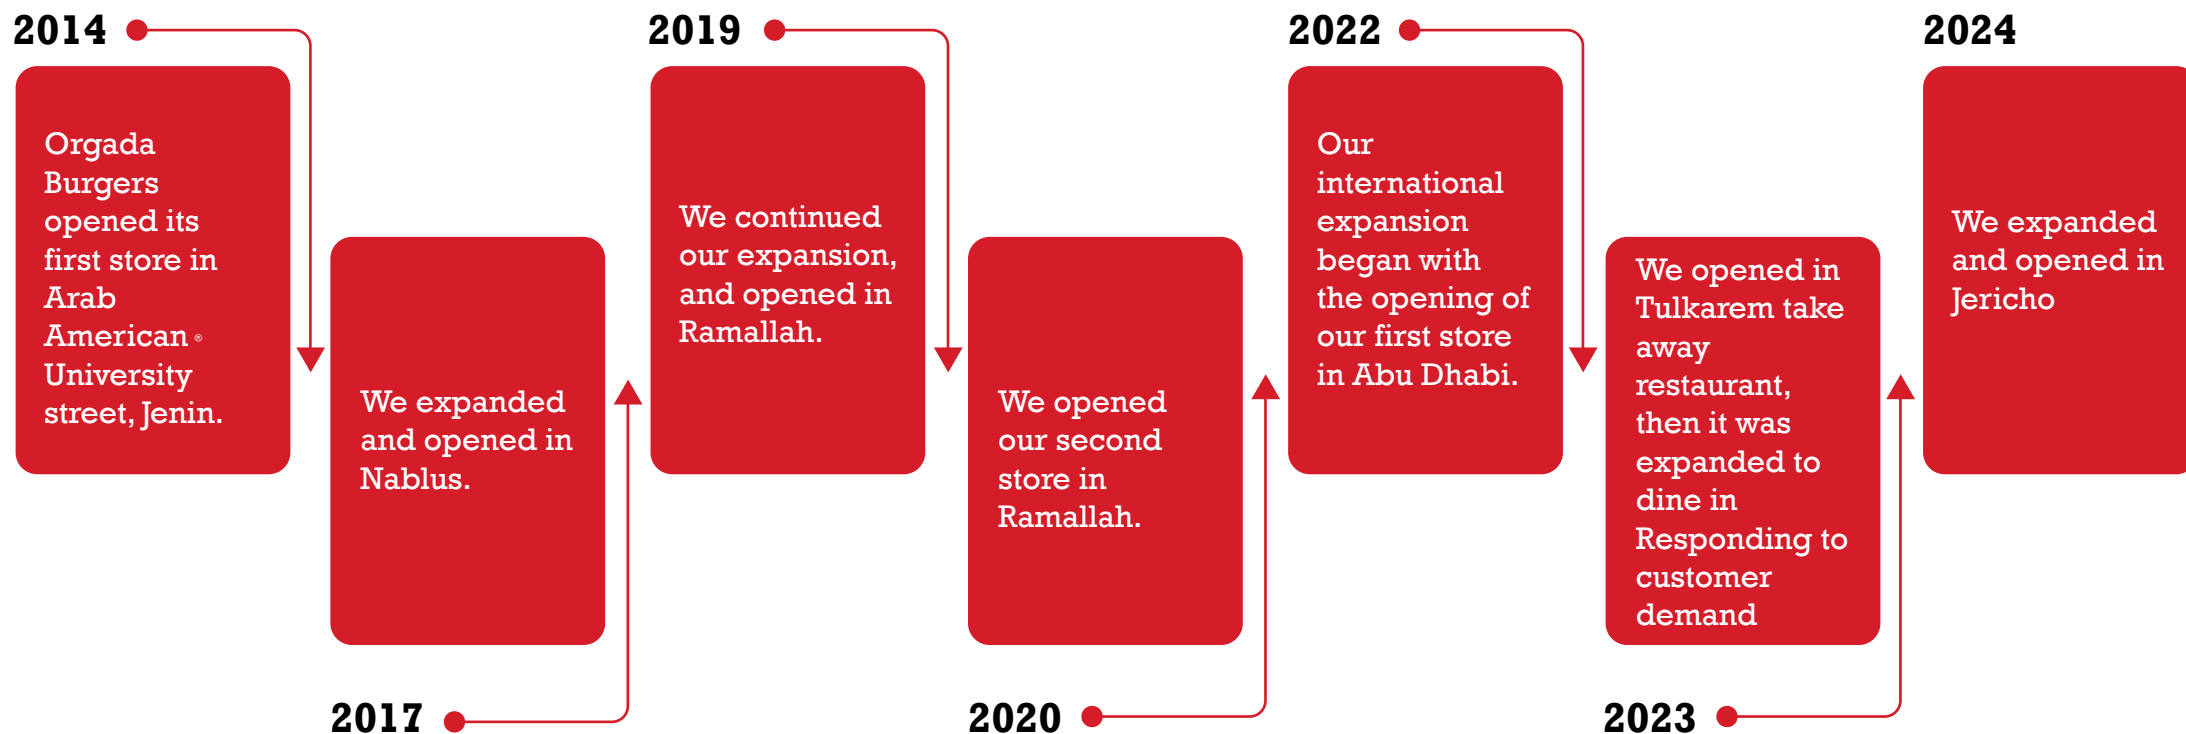 2014
Orgada
Burgers
opened its
first store in
Arab
American ®
University
street, Jenin.
2017
We expanded
and opened in
Nablus.
2019
We continued
our expansion,
and opened in
Ramallah.
2020
We opened
our second
store in
Ramallah.
2022
Our
international
expansion
began with
the opening of
our first store
in Abu Dhabi.
2023
We opened in
Tulkarem take
away
restaurant,
then it was
expanded to
dine in
Responding to
customer
demand
2024
We expanded
and opened in
Jericho